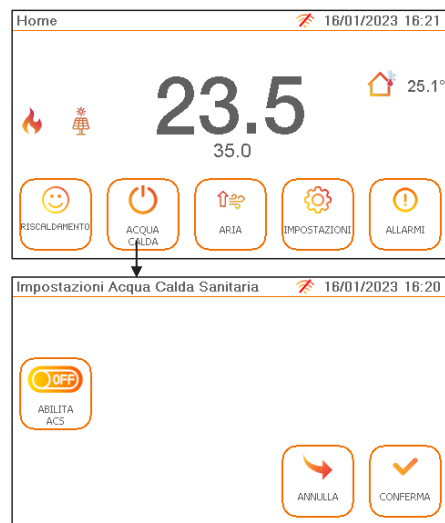 Home 16/01/2023 16:21
23.5
25.1°
35.0
RISCALDAMENTO
ACQUA
CALDA
ARIA
IMPOSTAZIONI
ALLARMI
Impostazioni Acqua Calda Sanitaria 16/01/2023 16:20
OFF
ABILITA
ACS
ANNULLA
CONFERMA